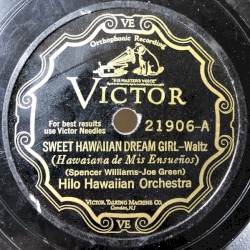 VE
Orthophonic Recording
"HIS MASTER'S VOICE"
VICTOR
For best results
use Victor Needles
21906-A
SWEET HAWAIIAN DREAM GIRL-Waltz
(Hawaiana de Mis Ensueños)
(Spencer Williams-Joe Green)
Hilo Hawaiian Orchestra
VICTOR TALKING MACHINE CO.
Camden, N.J.
VE